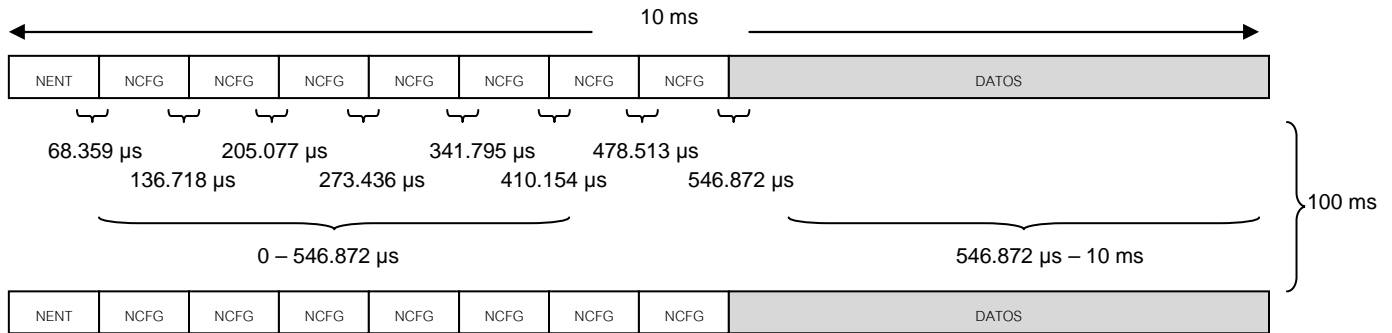 10 ms
NENT NCFG NCFG NCFG NCFG NCFG NCFG NCFG DATOS
68.359 µs 205.077 µs 341.795 µs 478.513 µs
136.718 µs 273.436 µs 410.154 µs 546.872 µs
100 ms
0 – 546.872 µs 546.872 µs – 10 ms
NENT NCFG NCFG NCFG NCFG NCFG NCFG NCFG DATOS